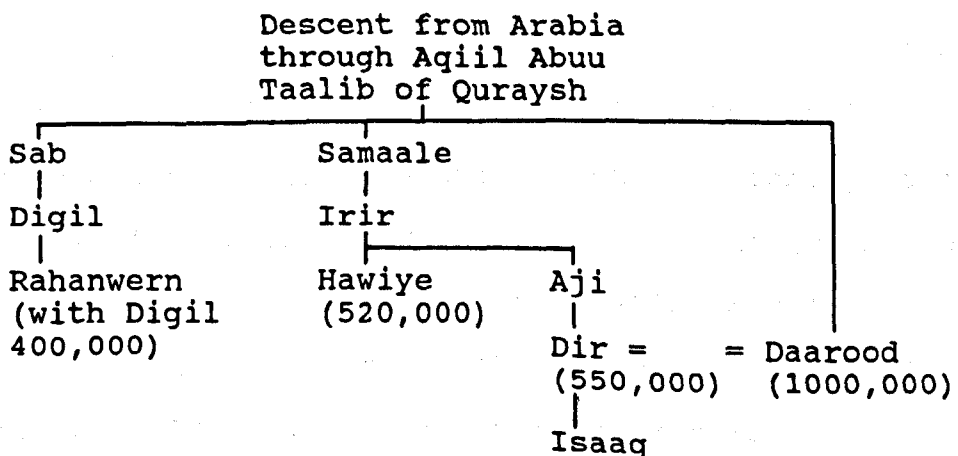 Descent from Arabia
through Aqiil Abuu
Taalib of Quraysh
Sab Samaale
Digil Irir
Rahanwern Hawiye Aji
(with Digil (520,000)
400,000)
Dir = = Daarood
(550,000) (1000,000)
Isaaq